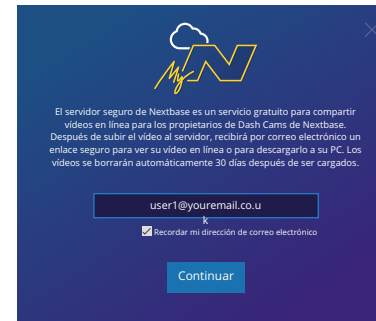 My N
El servidor seguro de Nextbase es un servicio gratuito para compartir
vídeos en línea para los propietarios de Dash Cams de Nextbase.
Después de subir el vídeo al servidor, recibirá por correo electrónico un
enlace seguro para ver su vídeo en línea o para descargarlo a su PC. Los
vídeos se borrarán automáticamente 30 días después de ser cargados.
user1@youremail.co.u
k
Recordar mi dirección de correo electrónico
Continuar